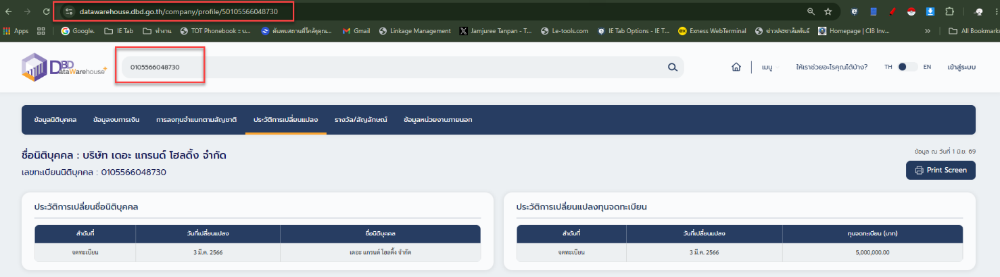 datawarehouse.dbd.go.th/company/profile/50105566048730
Apps Google. IE Tab ทำงาน TOT Phonebook :: u... ค้นพบสถานที่ใกล้คุณ... Gmail Linkage Management Jamjuree Tanpan - T... Le-tools.com IE Tab Options - IE T... Exness WebTerminal ข่าวประชาสัมพันธ์ Homepage | CIB Inv... » All Bookmarks
DBD DataWarehouse+ 0105566048730 เมนู ให้เราช่วยอะไรคุณได้บ้าง? TH EN เข้าสู่ระบบ
ข้อมูลนิติบุคคล ข้อมูลงบการเงิน การลงทุนจำแนกตามสัญชาติ ประวัติการเปลี่ยนแปลง รางวัล/สัญลักษณ์ ข้อมูลหน่วยงานภายนอก
ชื่อนิติบุคคล : บริษัท เดอะ แกรนด์ โฮลดิ้ง จำกัด
ข้อมูล ณ วันที่ 1 มิ.ย. 69
เลขทะเบียนนิติบุคคล : 0105566048730
Print Screen
ประวัติการเปลี่ยนชื่อนิติบุคคล
ลำดับที่ วันที่เปลี่ยนแปลง ชื่อนิติบุคคล
จดทะเบียน 3 มี.ค. 2566 เดอะ แกรนด์ โฮลดิ้ง จำกัด
ประวัติการเปลี่ยนแปลงทุนจดทะเบียน
ลำดับที่ วันที่เปลี่ยนแปลง ทุนจดทะเบียน (บาท)
จดทะเบียน 3 มี.ค. 2566 5,000,000.00